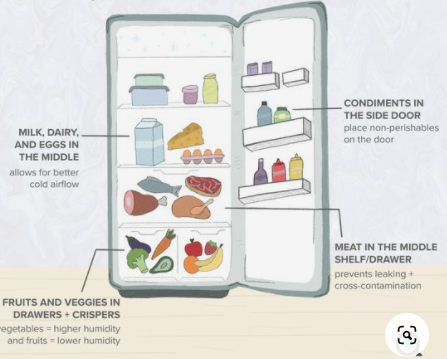 CONDIMENTS IN
THE SIDE DOOR
place non-perishables
on the door
MILK, DAIRY,
AND EGGS IN
THE MIDDLE
allows for better
cold airflow
MEAT IN THE MIDDLE
SHELF/DRAWER
prevents leaking +
cross-contamination
FRUITS AND VEGGIES IN
DRAWERS + CRISPERS
vegetables = higher humidity
and fruits = lower humidity